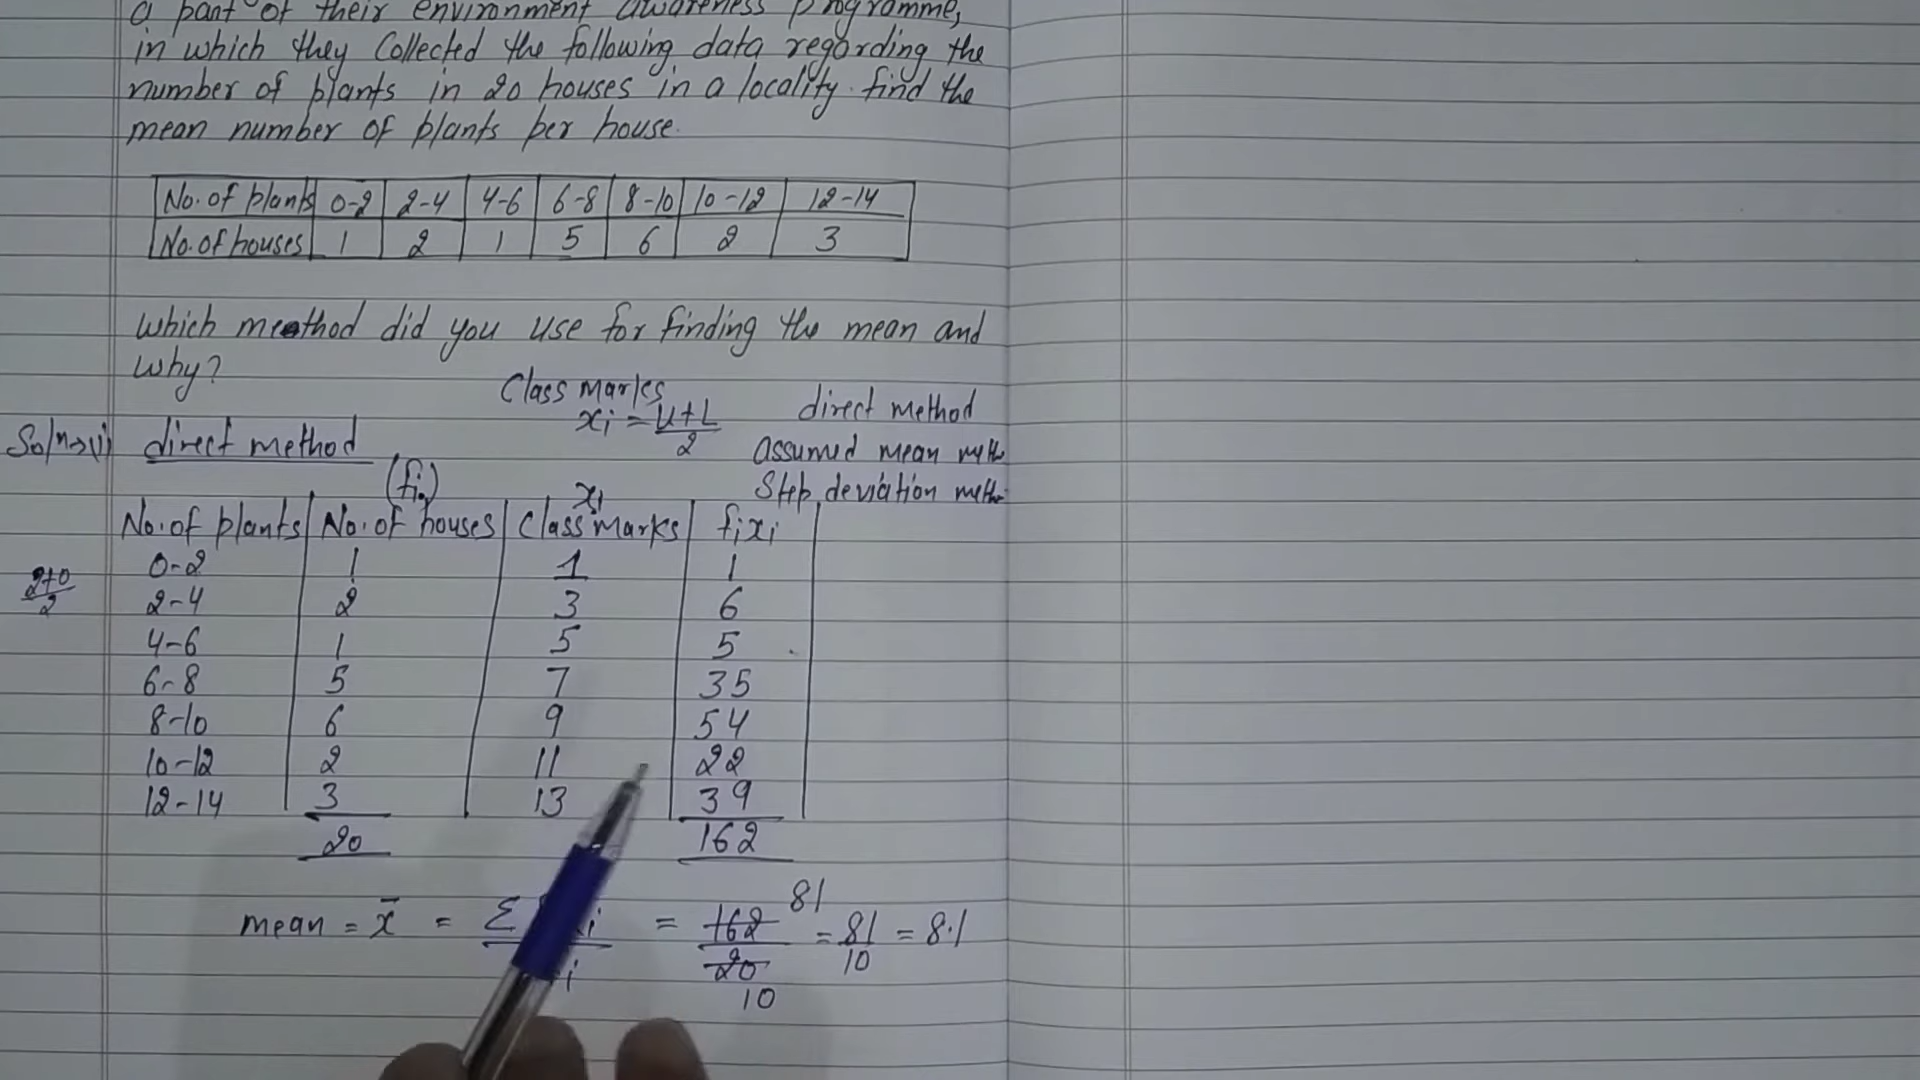 a part of their environment awareness programme,
in which they Collected the following data regarding the
number of plants in 20 houses in a locality. find the
mean number of plants per house.
No. of plants 0-2 2-4 4-6 6-8 8-10 10-12 12-14
No. of houses 1 2 1 5 6 2 3
which method did you use for finding the mean and
why?
Class marks
xi = U+L
2
direct method
assumed mean
Step deviation
Soln→(i) direct method
(fi) xi
No. of plants No. of houses Class marks fixi
0-2 1 1 1
2+0
2
2-4 2 3 6
4-6 1 5 5
6-8 5 7 35
8-10 6 9 54
10-12 2 11 22
12-14 3 13 39
20 162
mean = x̄ = Σ xi = 162 81 = 81 = 8.1
i 20 10
10